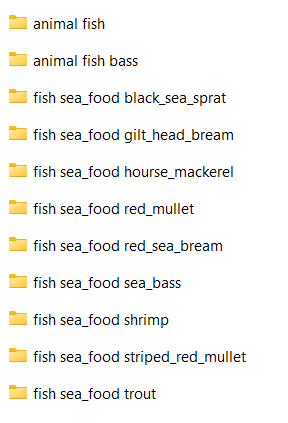 animal fish
animal fish bass
fish sea_food black_sea_sprat
fish sea_food gilt_head_bream
fish sea_food hourse_mackerel
fish sea_food red_mullet
fish sea_food red_sea_bream
fish sea_food sea_bass
fish sea_food shrimp
fish sea_food striped_red_mullet
fish sea_food trout